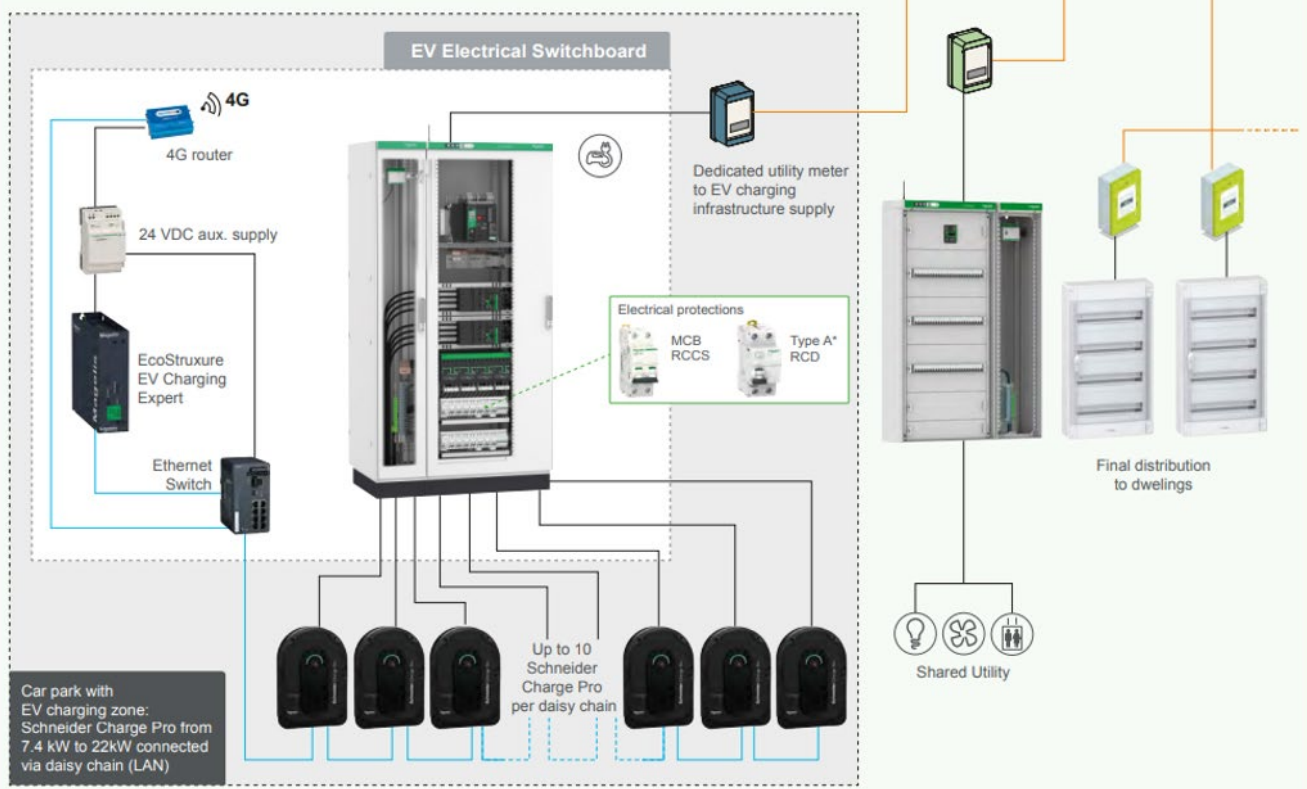 EV Electrical Switchboard
4G
4G router
24 VDC aux. supply
EcoStruxure
EV Charging
Expert
Magelis
Ethernet
Switch
Dedicated utility meter
to EV charging
infrastructure supply
Electrical protections
MCB
RCCS
Type A*
RCD
Up to 10
Schneider
Charge Pro
per daisy chain
Car park with
EV charging zone:
Schneider Charge Pro from
7.4 kW to 22kW connected
via daisy chain (LAN)
Final distribution
to dwelings
Shared Utility